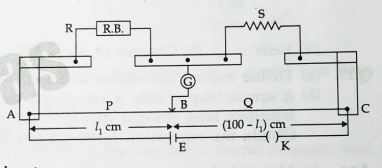 S
R R.B.
G
A P B Q C
l₁ cm (100 – l₁) cm
E K